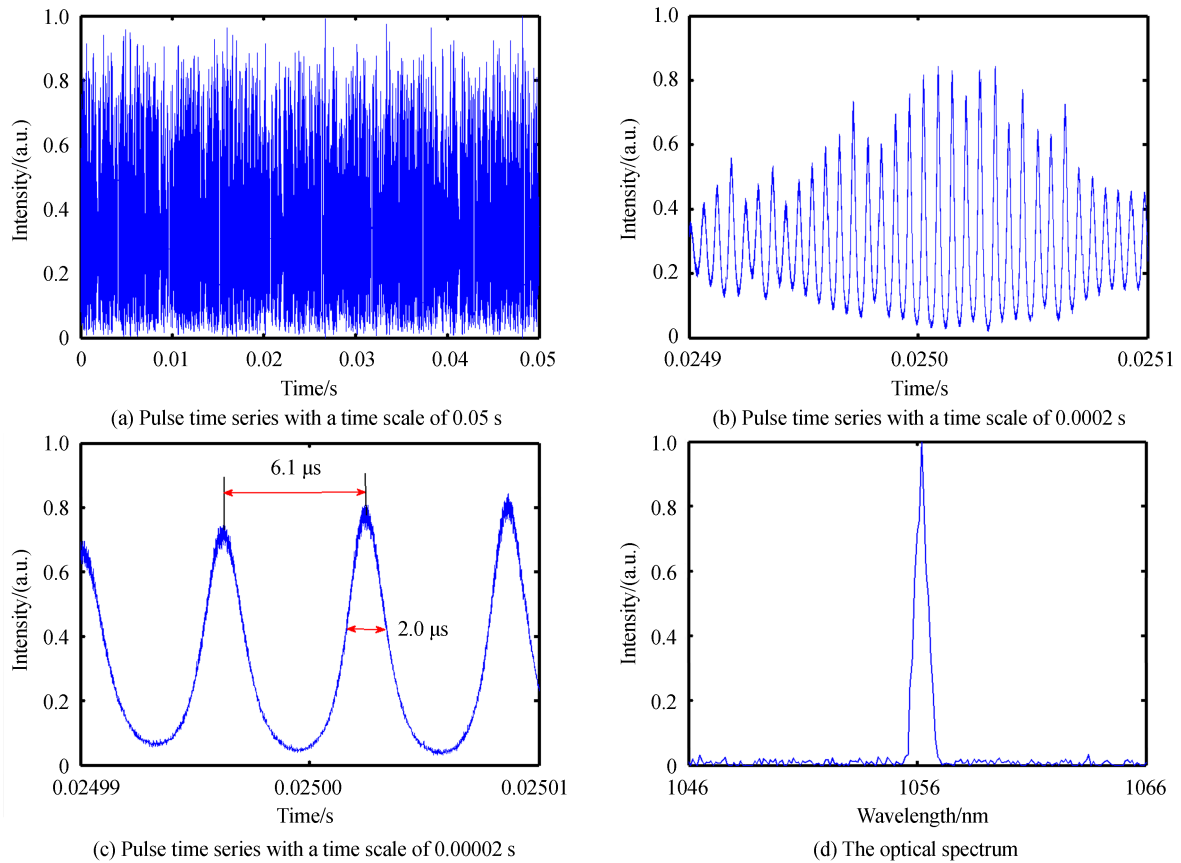 1.0
0.8
0.6
0.4
0.2
0
Intensity/(a.u.)
0 0.01 0.02 0.03 0.04 0.05
Time/s
(a) Pulse time series with a time scale of 0.05 s
1.0
0.8
0.6
0.4
0.2
0
Intensity/(a.u.)
0.0249 0.0250 0.0251
Time/s
(b) Pulse time series with a time scale of 0.0002 s
1.0
0.8
0.6
0.4
0.2
0
Intensity/(a.u.)
6.1 μs
2.0 μs
0.02499 0.02500 0.02501
Time/s
(c) Pulse time series with a time scale of 0.00002 s
1.0
0.8
0.6
0.4
0.2
0
Intensity/(a.u.)
1046 1056 1066
Wavelength/nm
(d) The optical spectrum